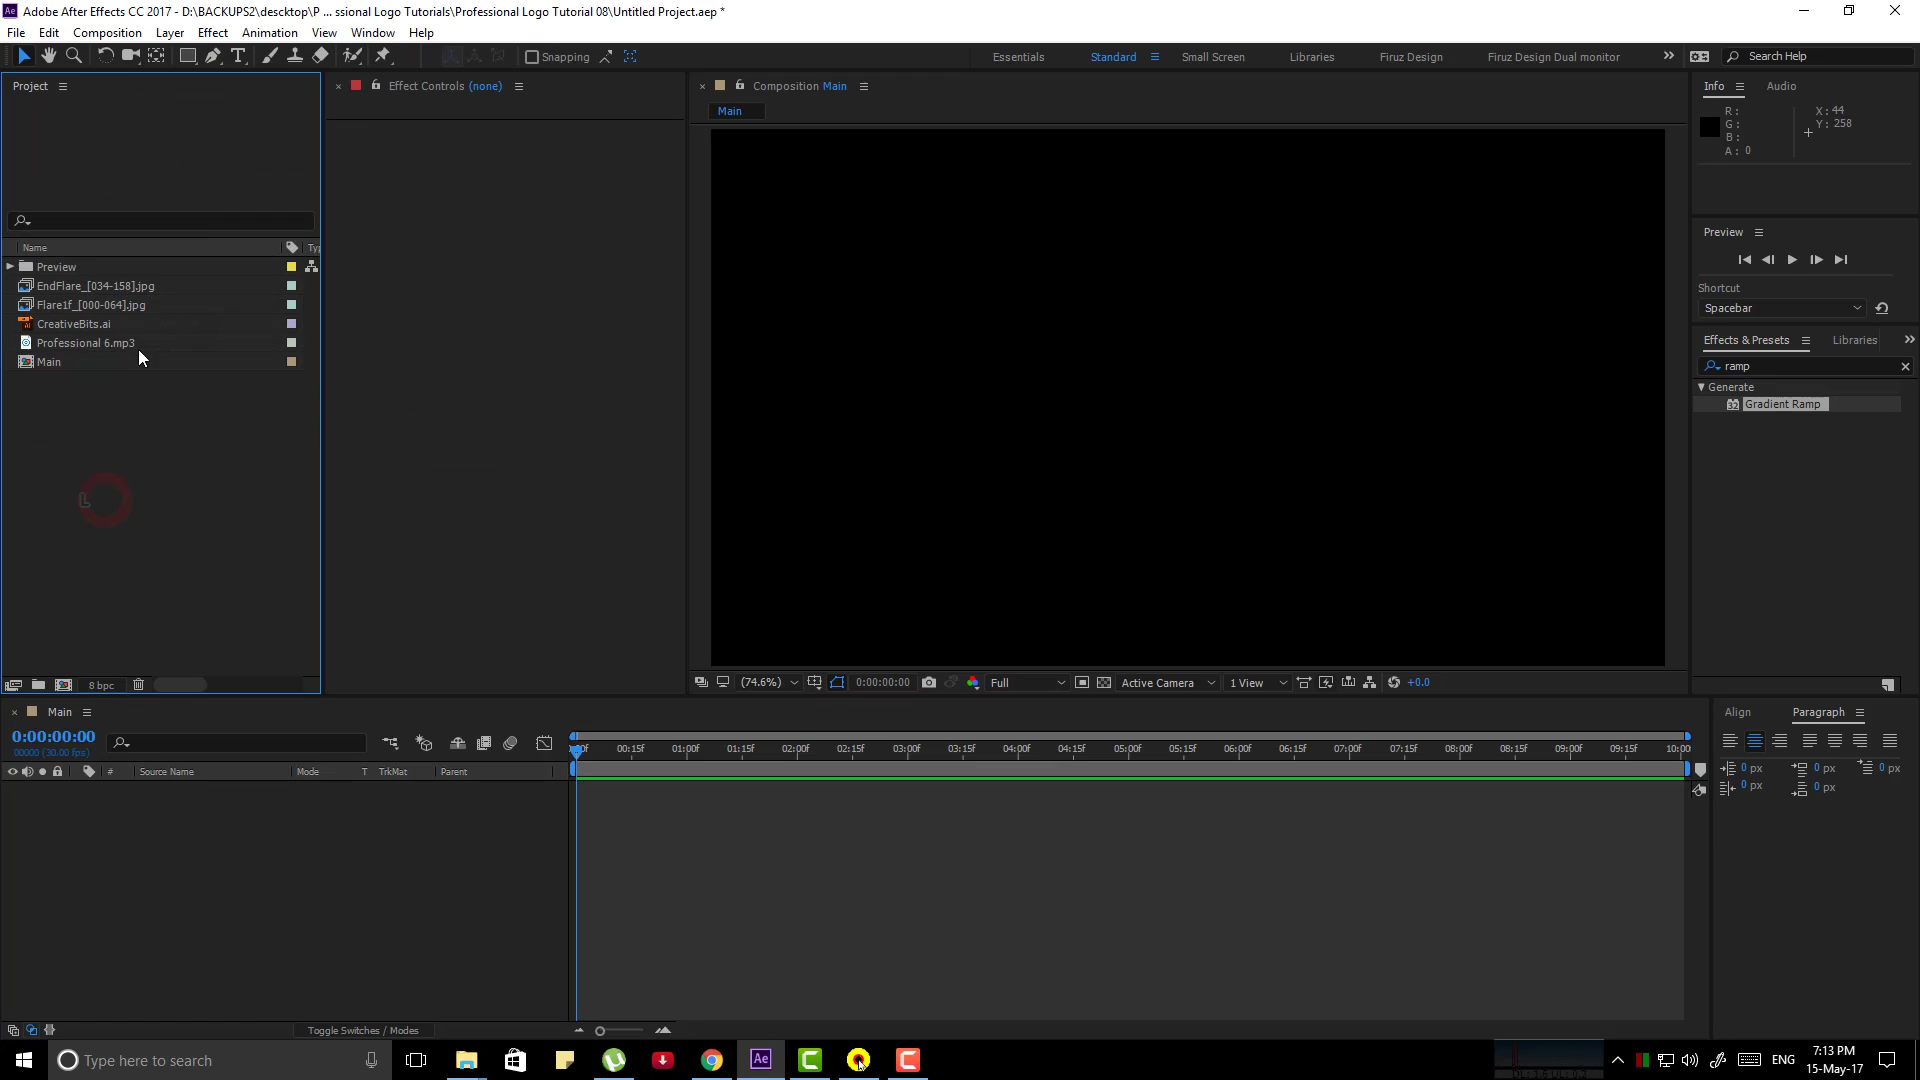 Adobe After Effects CC 2017 - D:\BACKUPS2\descktop\P ... ssional Logo Tutorials\Professional Logo Tutorial 08\Untitled Project.aep *
File Edit Composition Layer Effect Animation View Window Help
Snapping Essentials Standard Small Screen Libraries Firuz Design Firuz Design Dual monitor Search Help
Project Effect Controls (none) Composition Main Info Audio
Main
R: X: 44
G: Y: 258
B:
A: 0
Preview
Shortcut
Spacebar
Name Typ
Preview
EndFlare_[034-158].jpg
Flare1f_[000-064].jpg
CreativeBits.ai
Professional 6.mp3
Main
Effects & Presets Libraries
ramp
Generate
Gradient Ramp
L
8 bpc
(74.6%) 0:00:00:00 Full Active Camera 1 View +0.0
Main
Align Paragraph
0:00:00:00
00000 (30.00 fps)
:00f 00:15f 01:00f 01:15f 02:00f 02:15f 03:00f 03:15f 04:00f 04:15f 05:00f 05:15f 06:00f 06:15f 07:00f 07:15f 08:00f 08:15f 09:00f 09:15f 10:00
# Source Name Mode T TrkMat Parent
0 px 0 px 0 px
0 px 0 px
Toggle Switches / Modes
Type here to search
Ae
ENG
7:13 PM
15-May-17